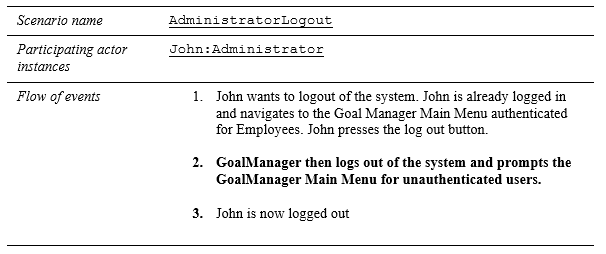 Scenario name AdministratorLogout
Participating actor John:Administrator
instances
Flow of events 1. John wants to logout of the system. John is already logged in
and navigates to the Goal Manager Main Menu authenticated
for Employees. John presses the log out button.
2. GoalManager then logs out of the system and prompts the
GoalManager Main Menu for unauthenticated users.
3. John is now logged out